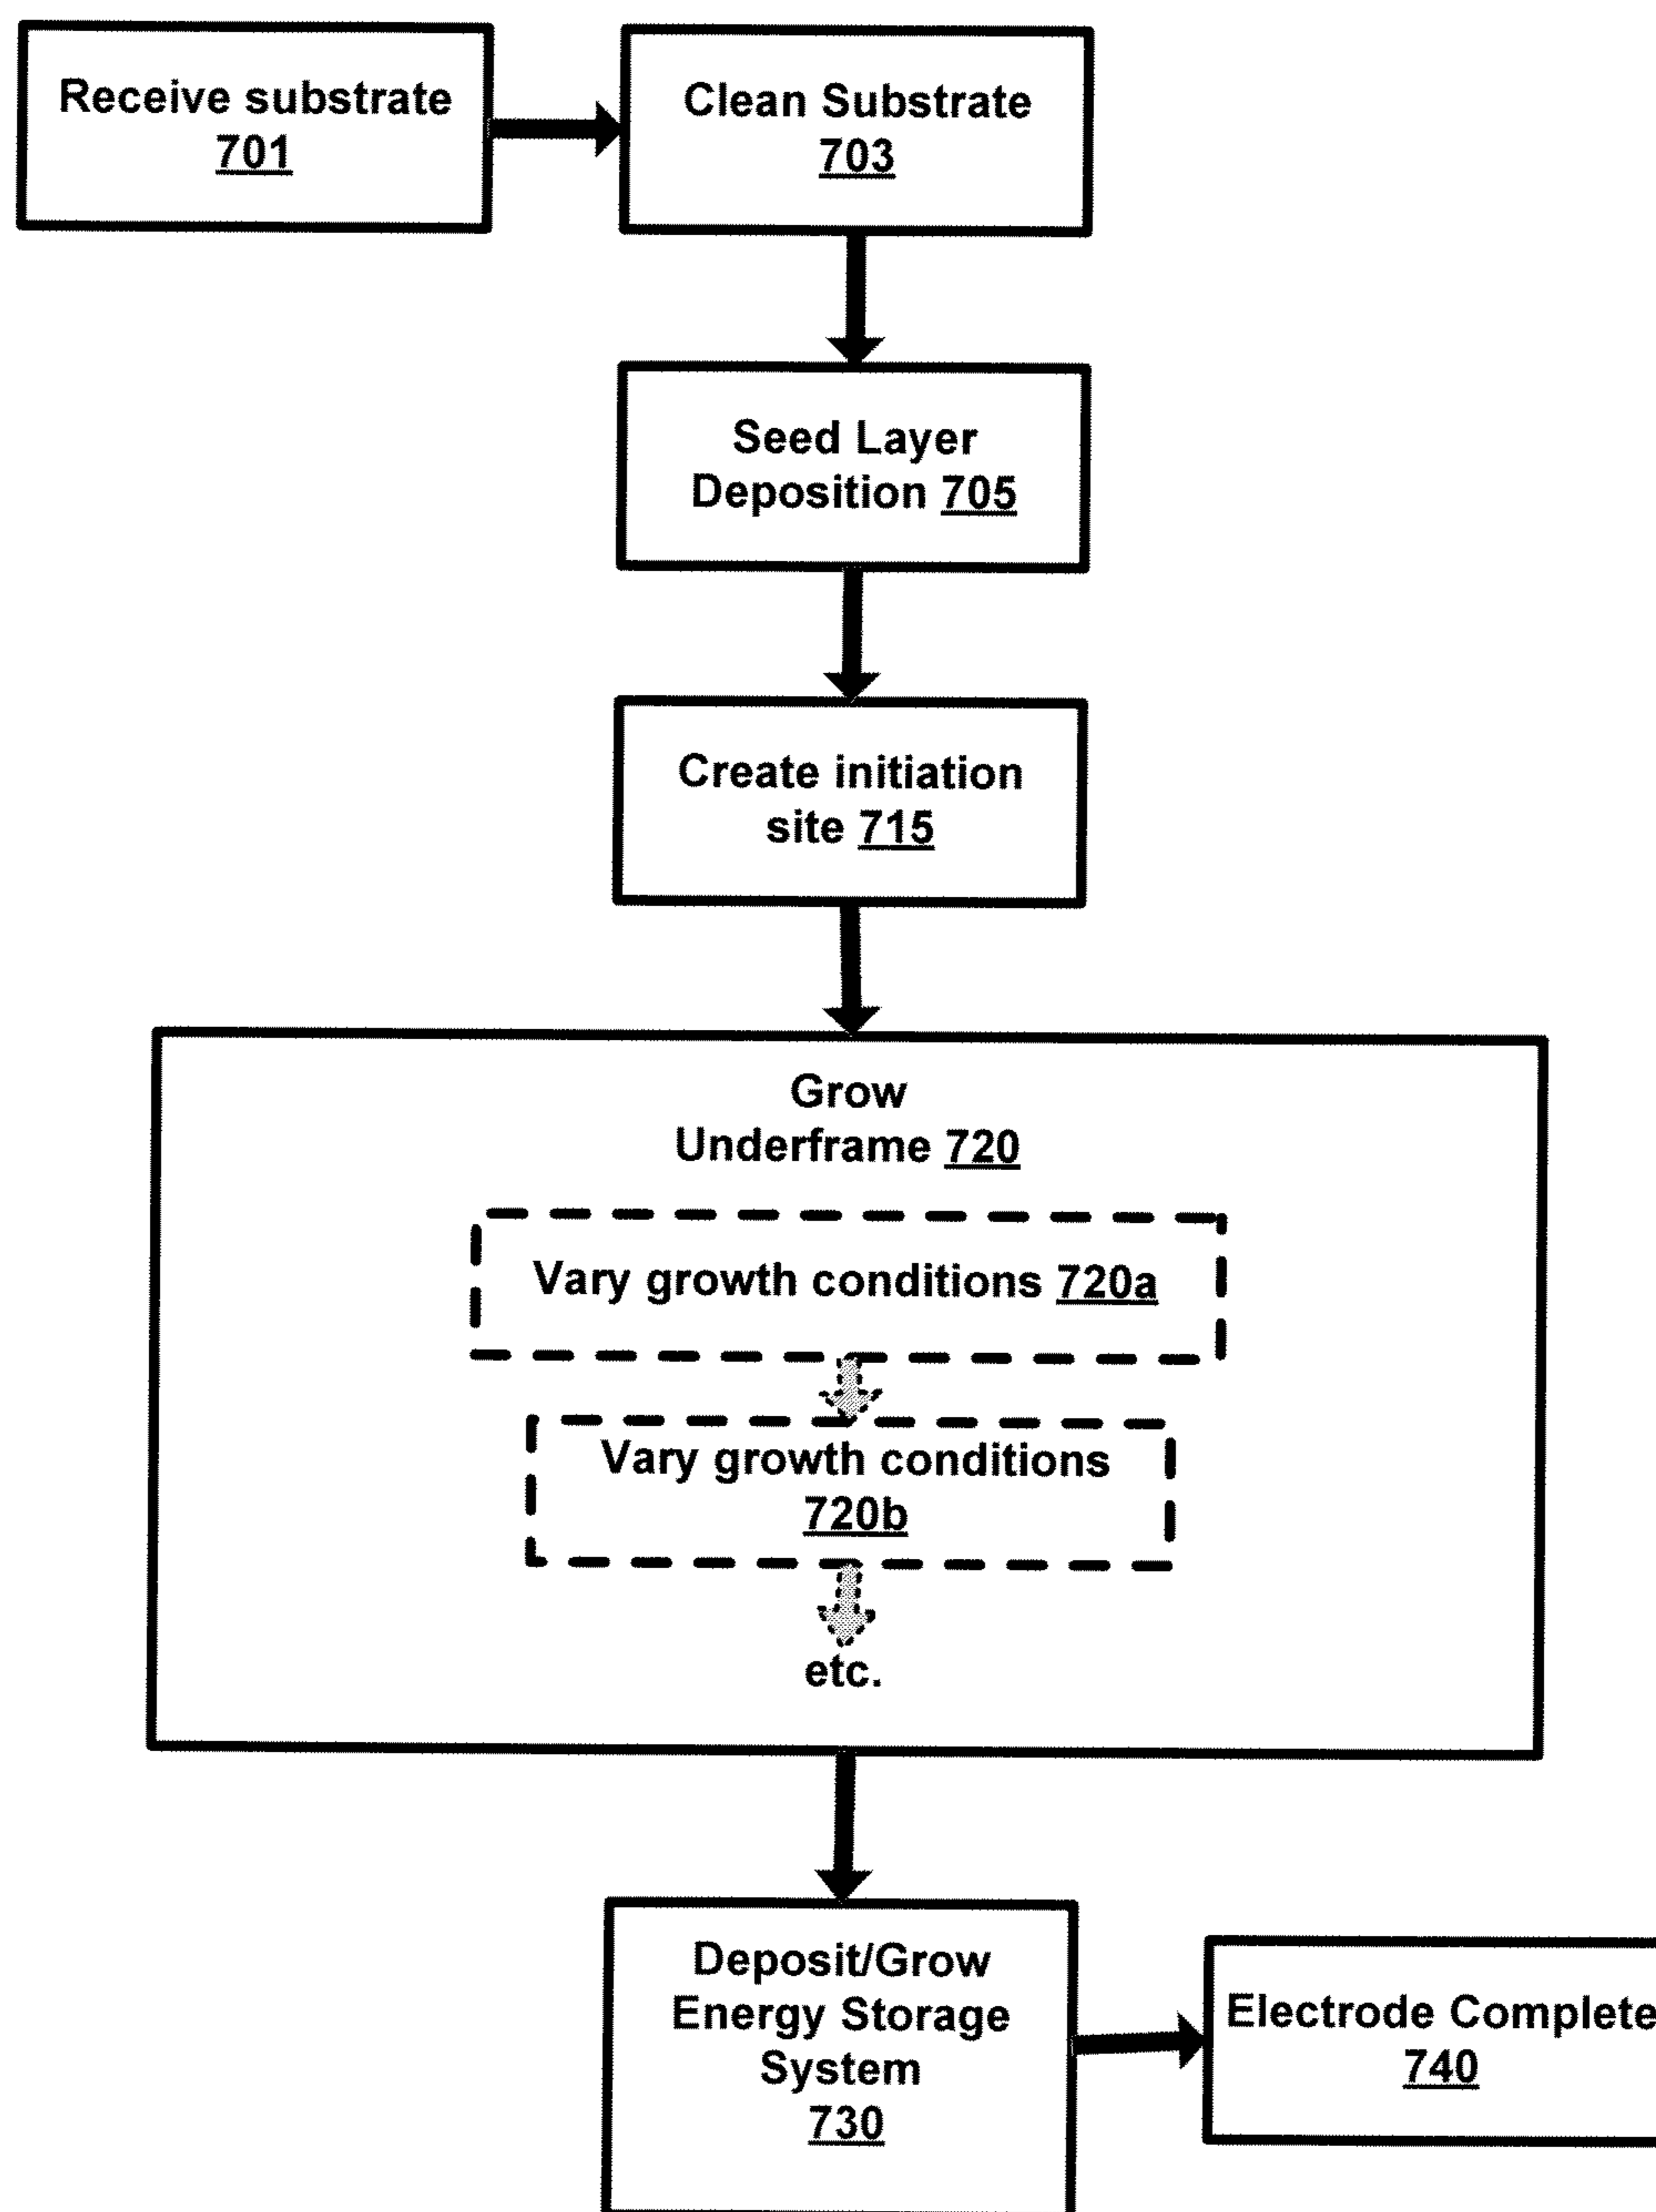 Receive substrate
701
Clean Substrate
703
Seed Layer
Deposition 705
Create initiation
site 715
Grow
Underframe 720
Vary growth conditions 720a
Vary growth conditions
720b
etc.
Deposit/Grow
Energy Storage
System
730
Electrode Complete
740